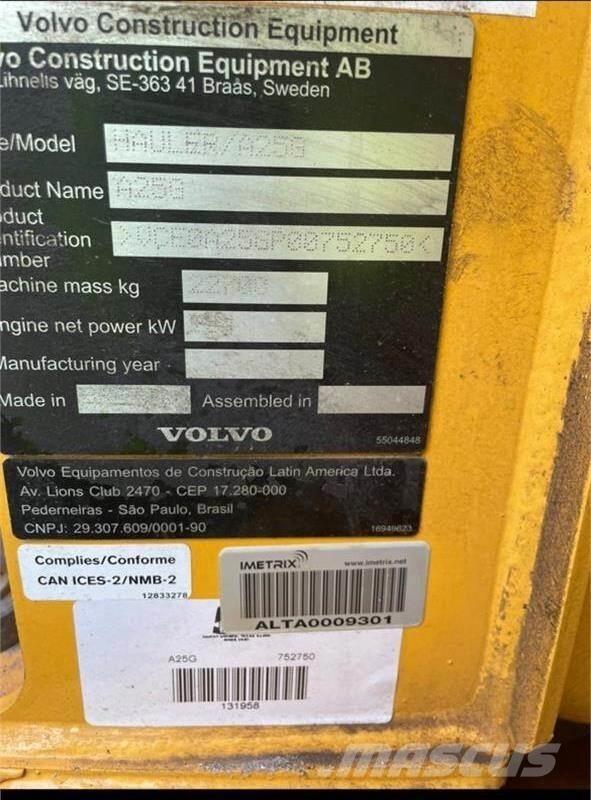 Volvo Construction Equipment
vo Construction Equipment AB
Lihnells väg, SE-363 41 Braås, Sweden
e/Model HAULER/A25G
duct Name A25G
oduct
entification
umber
achine mass kg 22700
ngine net power kW
Manufacturing year
Made in Assembled in
VOLVO
55044848
Volvo Equipamentos de Construção Latin America Ltda.
Av. Lions Club 2470 - CEP 17.280-000
Pederneiras - São Paulo, Brasil
CNPJ: 29.307.609/0001-90
16949623
Complies/Conforme
CAN ICES-2/NMB-2
12833278
IMETRIX www.imetrix.net
ALTA0009301
A25G 752750
131958
MASCUS